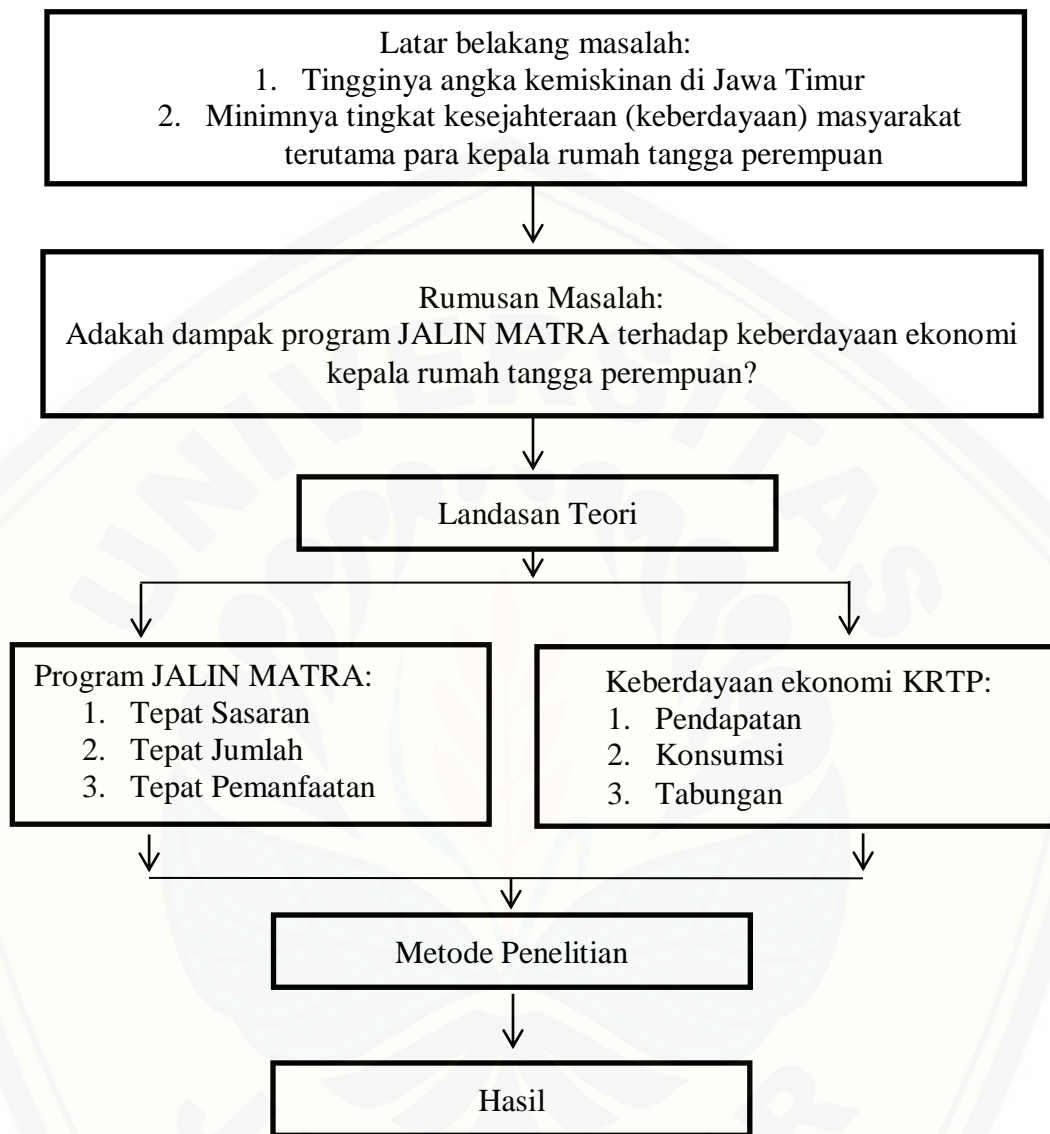 Latar belakang masalah:
1. Tingginya angka kemiskinan di Jawa Timur
2. Minimnya tingkat kesejahteraan (keberdayaan) masyarakat
terutama para kepala rumah tangga perempuan
Rumusan Masalah:
Adakah dampak program JALIN MATRA terhadap keberdayaan ekonomi
kepala rumah tangga perempuan?
Landasan Teori
Program JALIN MATRA:
1. Tepat Sasaran
2. Tepat Jumlah
3. Tepat Pemanfaatan
Keberdayaan ekonomi KRTP:
1. Pendapatan
2. Konsumsi
3. Tabungan
Metode Penelitian
Hasil
UNIVERSITAS